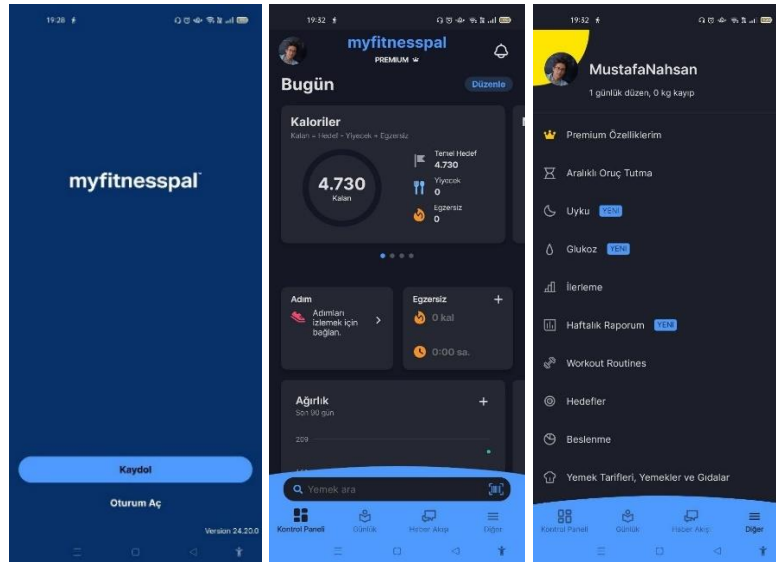 19:28
myfitnesspal
Kaydol
Oturum Aç
Version 24.20.0
19:32
myfitnesspal
PREMIUM
Bugün
Düzenle
Kaloriler
Kalan = Hedef - Yiyecek + Egzersiz
4.730
Kalan
Temel Hedef
4.730
Yiyecek
0
Egzersiz
0
Adım
Adımları
izlemek için
bağlan.
Egzersiz
+
0 kal
0:00 sa.
Ağırlık
+
Son 90 gün
209
Yemek ara
Kontrol Paneli
Günlük
Haber Akışı
Diğer
19:32
MustafaNahsan
1 günlük düzen, 0 kg kayıp
Premium Özelliklerim
Aralıklı Oruç Tutma
Uyku YENİ
Glukoz YENİ
İlerleme
Haftalık Raporum YENİ
Workout Routines
Hedefler
Beslenme
Yemek Tarifleri, Yemekler ve Gıdalar
Kontrol Paneli
Günlük
Haber Akışı
Diğer